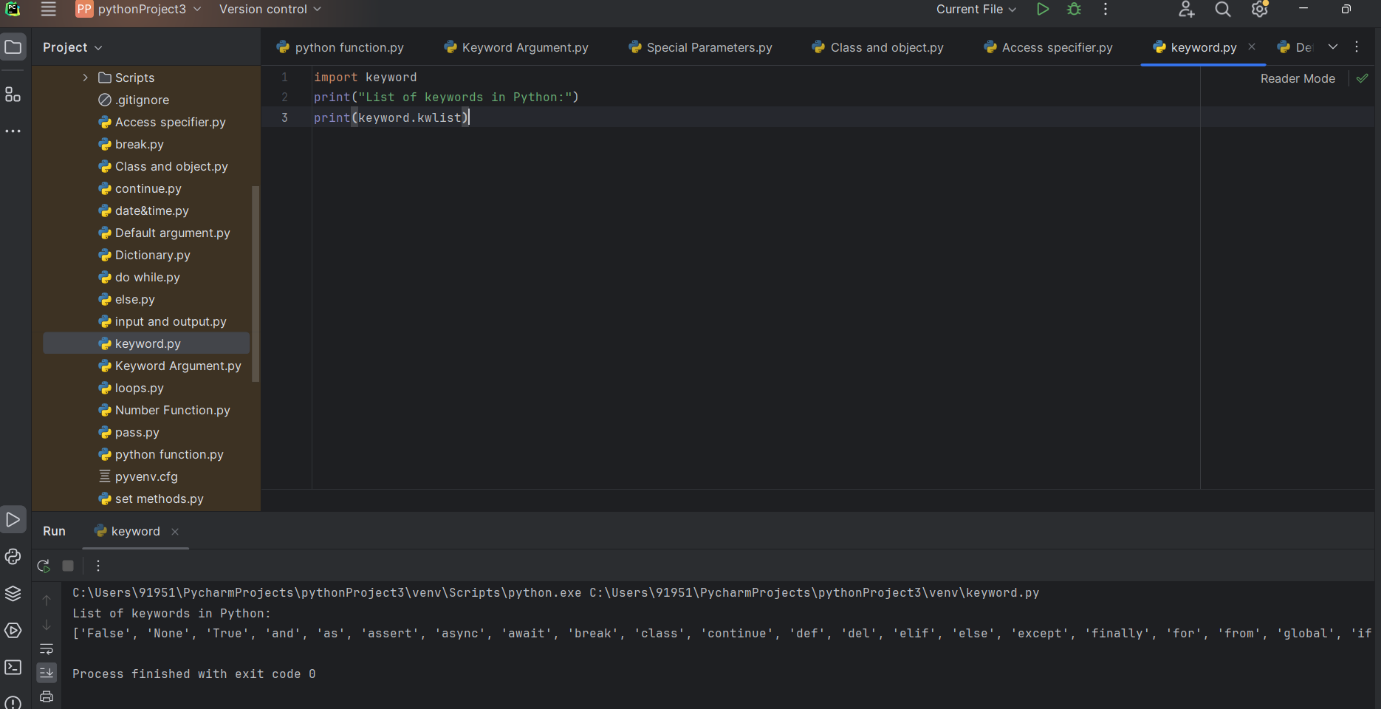 PC
PP pythonProject3 Version control Current File
Project
python function.py Keyword Argument.py Special Parameters.py Class and object.py Access specifier.py keyword.py De
Scripts
.gitignore
Access specifier.py
break.py
Class and object.py
continue.py
date&time.py
Default argument.py
Dictionary.py
do while.py
else.py
input and output.py
keyword.py
Keyword Argument.py
loops.py
Number Function.py
pass.py
python function.py
pyvenv.cfg
set methods.py
Reader Mode
1 import keyword
2 print("List of keywords in Python:")
3 print(keyword.kwlist)
Run keyword
C:\Users\91951\PycharmProjects\pythonProject3\venv\Scripts\python.exe C:\Users\91951\PycharmProjects\pythonProject3\venv\keyword.py
List of keywords in Python:
['False', 'None', 'True', 'and', 'as', 'assert', 'async', 'await', 'break', 'class', 'continue', 'def', 'del', 'elif', 'else', 'except', 'finally', 'for', 'from', 'global', 'if
Process finished with exit code 0